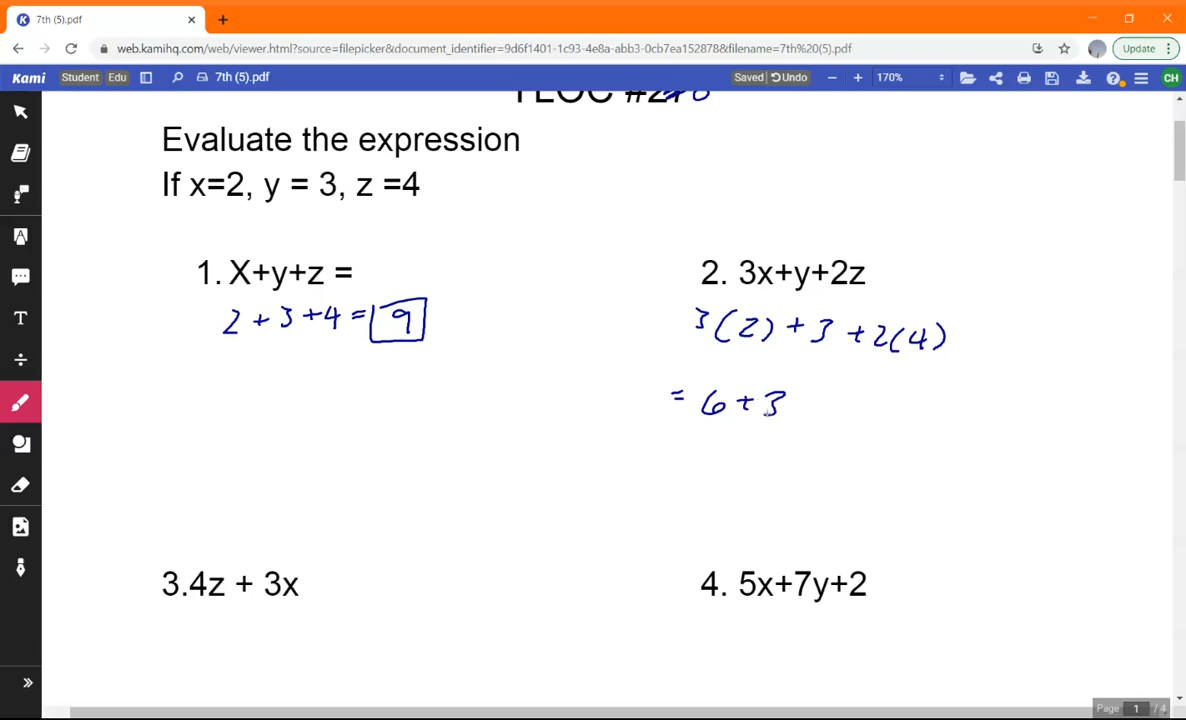 7th (5).pdf
web.kamihq.com/web/viewer.html?source=filepicker&document_identifier=9d6f1401-1c93-4e8a-abb3-0cb7ea152878&filename=7th%20(5).pdf
Update
Kami Student Edu 7th (5).pdf Saved Undo 170% CH
Evaluate the expression
If x=2, y = 3, z =4
1. X+y+z =
2 + 3 + 4 = 9
2. 3x+y+2z
3(2) + 3 + 2(4)
= 6 + 3
3.4z + 3x
4. 5x+7y+2
Page 1 / 4